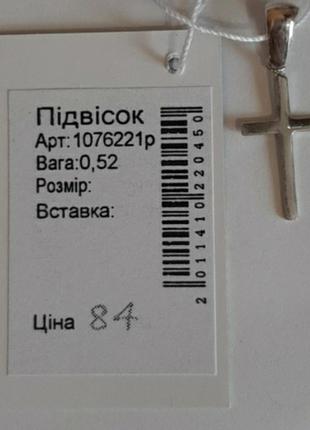 Підвісок
Арт:1076221р
Вага:0,52
Розмір:
Вставка:
Ціна 84
2011410220450